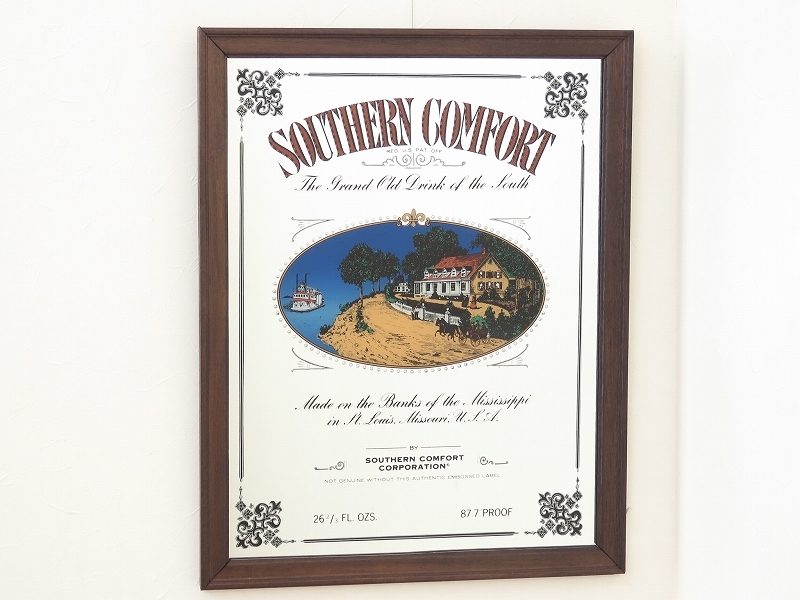 SOUTHERN COMFORT
REG. U.S. PAT. OFF.
The Grand Old Drink of the South
Made on the Banks of the Mississippi
in St. Louis, Missouri, U.S.A.
BY
SOUTHERN COMFORT
CORPORATION®
NOT GENUINE WITHOUT THIS AUTHENTIC EMBOSSED LABEL
26 2/3 FL. OZS. 87.7 PROOF